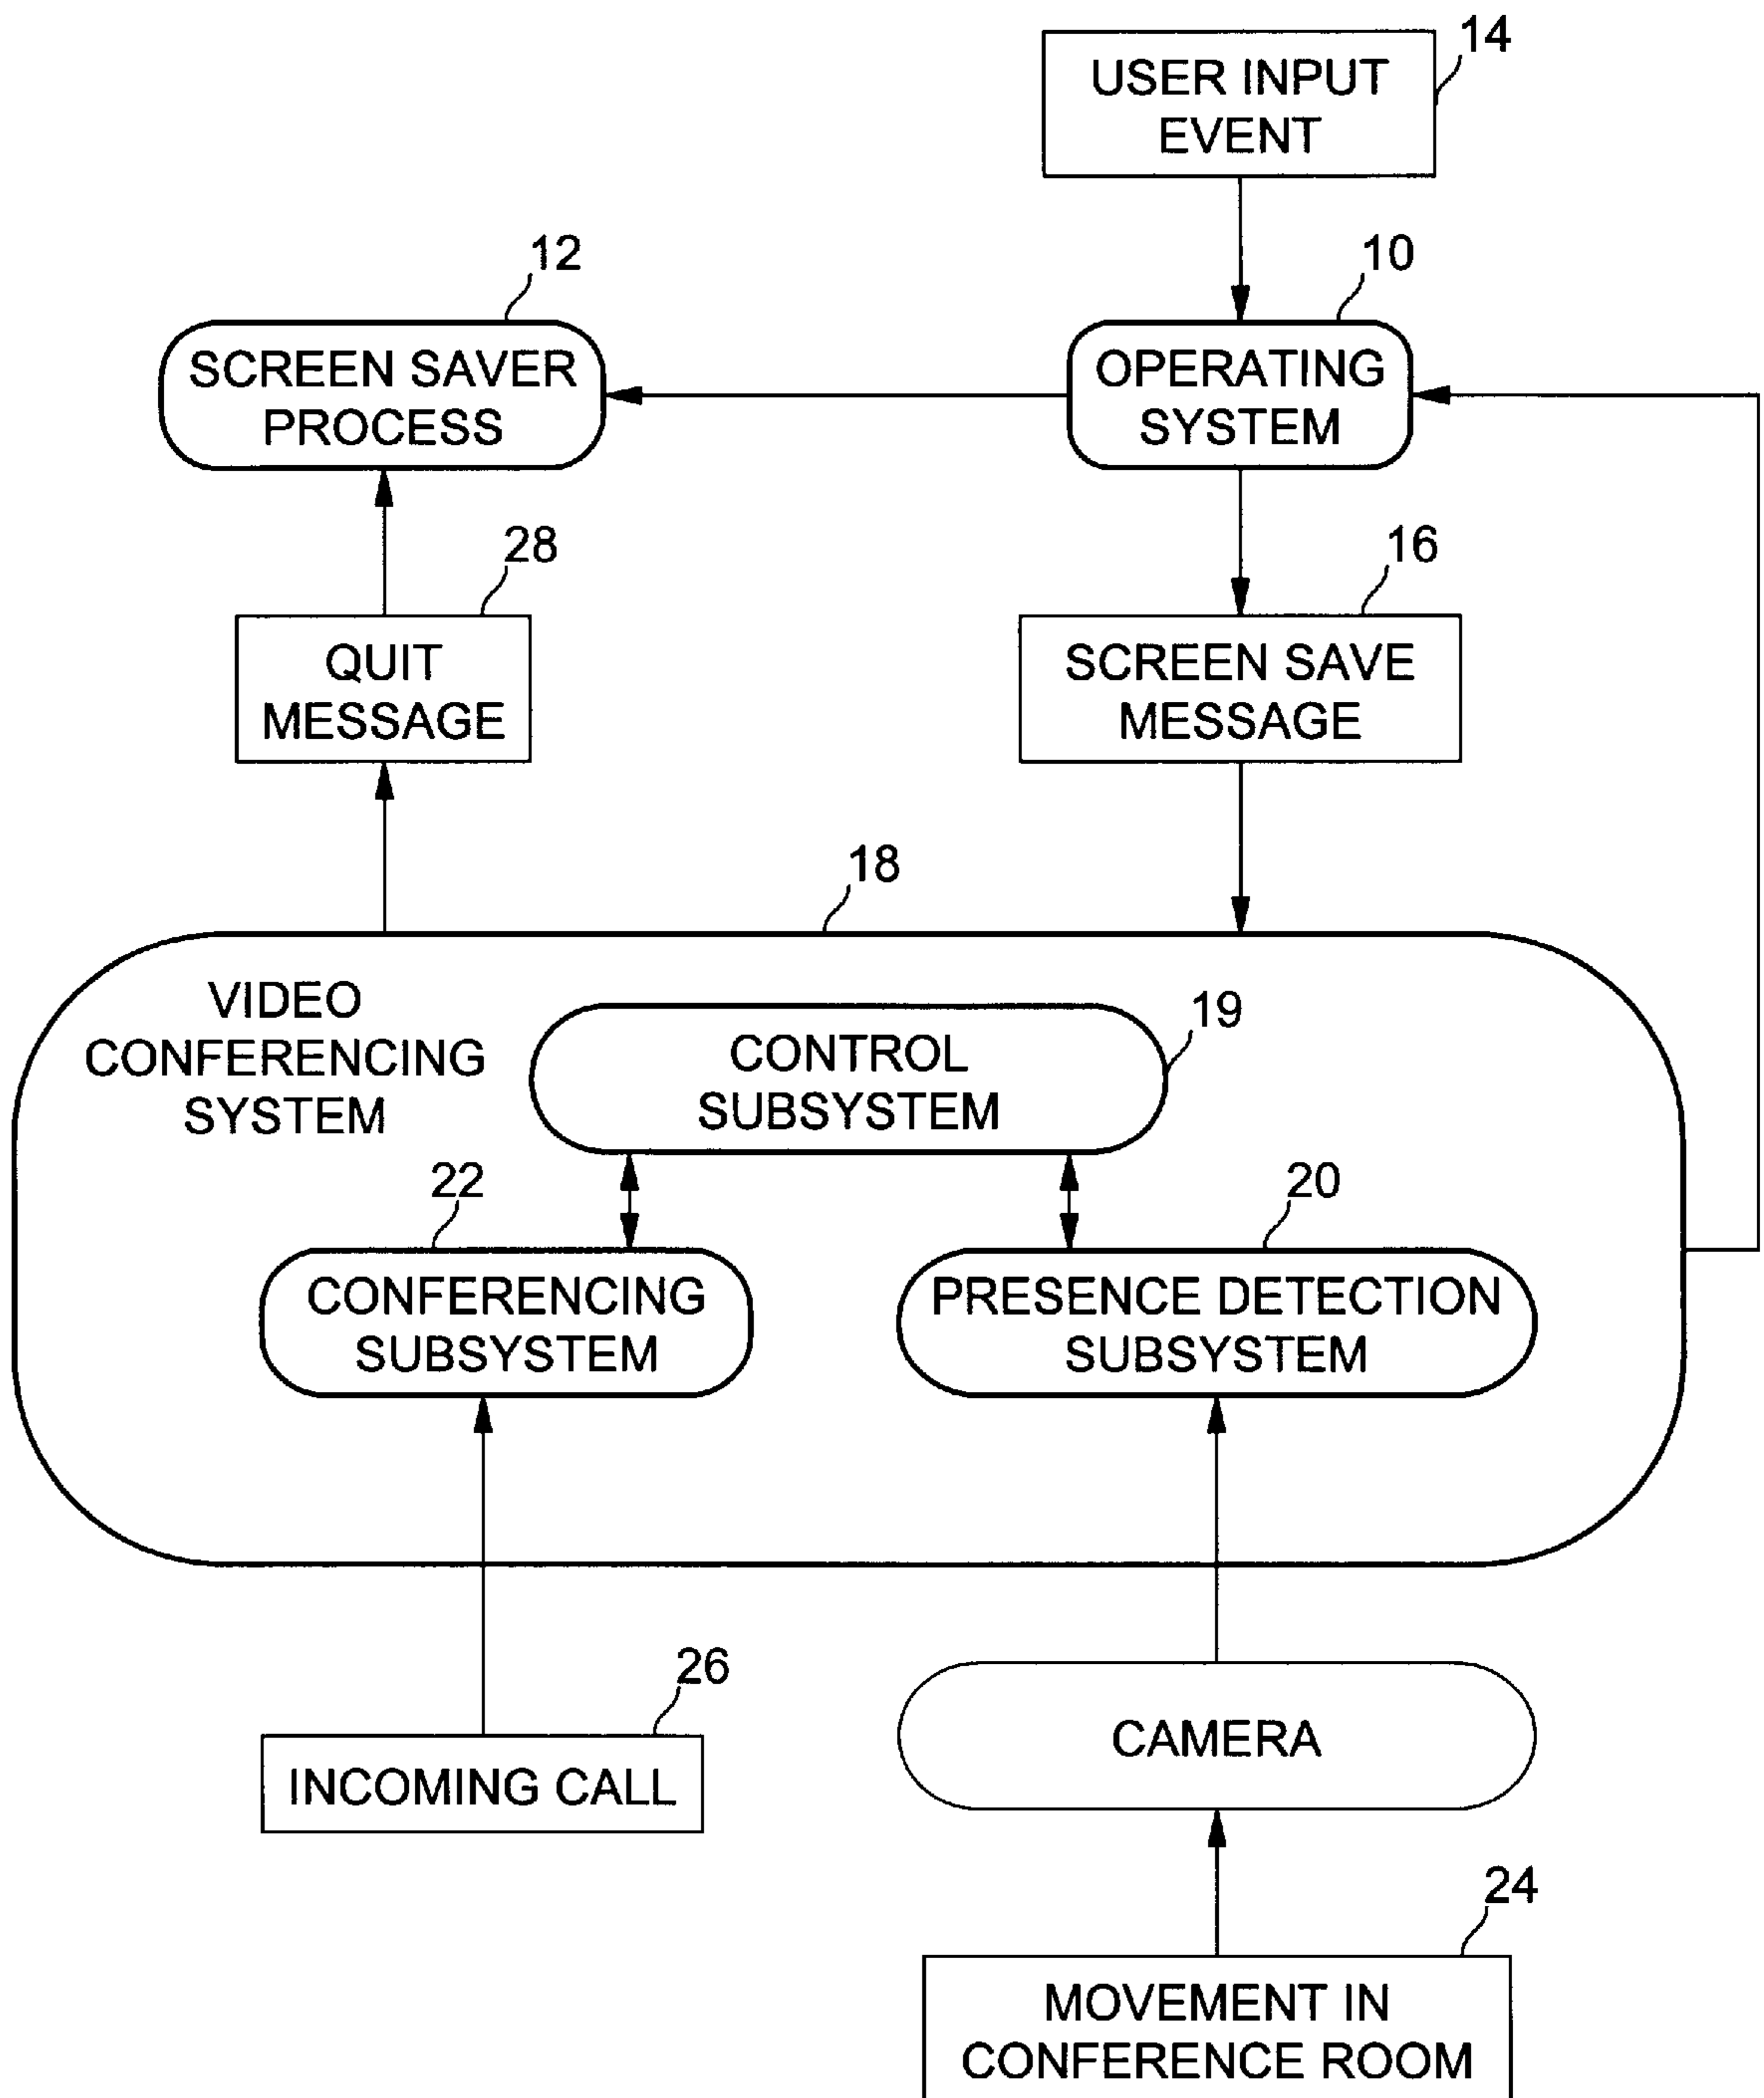 14
USER INPUT
EVENT
12
10
SCREEN SAVER
PROCESS
OPERATING
SYSTEM
28
16
QUIT
MESSAGE
SCREEN SAVE
MESSAGE
18
VIDEO
CONFERENCING
SYSTEM
19
CONTROL
SUBSYSTEM
22
20
CONFERENCING
SUBSYSTEM
PRESENCE DETECTION
SUBSYSTEM
26
INCOMING CALL
CAMERA
24
MOVEMENT IN
CONFERENCE ROOM